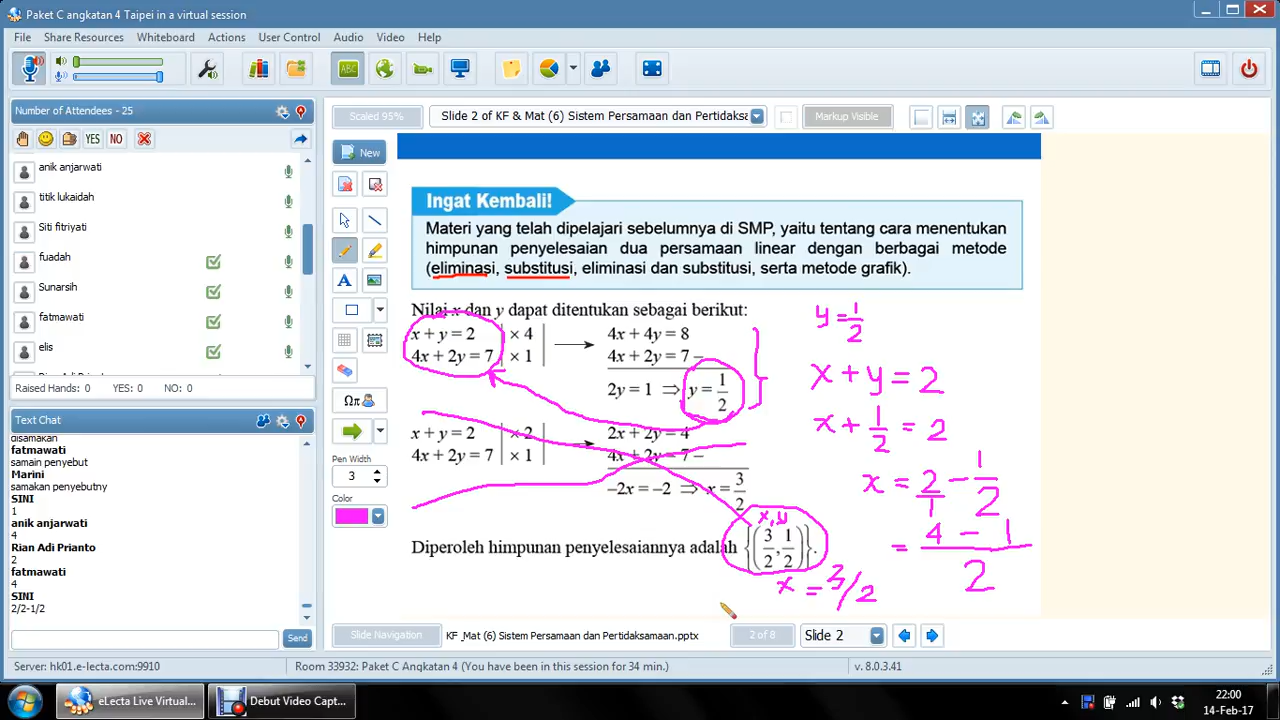 Paket C angkatan 4 Taipei in a virtual session
File Share Resources Whiteboard Actions User Control Audio Video Help
ABC
Number of Attendees - 25
YES NO
anik anjarwati
titik lukaidah
Siti fitriyati
fuadah
Sunarsih
fatmawati
elis
Raised Hands: 0 YES: 0 NO: 0
Text Chat
disamakan
fatmawati
samain penyebut
Marini
samakan penyebutny
SINI
1
anik anjarwati
4
Rian Adi Prianto
2
fatmawati
4
SINI
2/2-1/2
Send
Scaled 95%
Slide 2 of KF & Mat (6) Sistem Persamaan dan Pertidaksa
Markup Visible
New
A
Ωπ
Pen Width
3
Color
Ingat Kembali!
Materi yang telah dipelajari sebelumnya di SMP, yaitu tentang cara menentukan
himpunan penyelesaian dua persamaan linear dengan berbagai metode
(eliminasi, substitusi, eliminasi dan substitusi, serta metode grafik).
Nilai x dan y dapat ditentukan sebagai berikut:
x + y = 2 | × 4 | → 4x + 4y = 8
4x + 2y = 7 | × 1 | 4x + 2y = 7 –
2y = 1 ⇒ y = 1/2
x + y = 2 | × 2 | → 2x + 2y = 4
4x + 2y = 7 | × 1 | 4x + 2y = 7 –
–2x = –2 ⇒ x = 3/2
x, y
Diperoleh himpunan penyelesaiannya adalah {(3/2, 1/2)}.
x = 3/2
y = 1/2
x + y = 2
x + 1/2 = 2
x = 2/1 - 1/2
= 4 - 1
2
Slide Navigation
KF _Mat (6) Sistem Persamaan dan Pertidaksamaan.pptx
2 of 8
Slide 2
Server: hk01.e-lecta.com:9910
Room 33932: Paket C Angkatan 4 (You have been in this session for 34 min.)
v. 8.0.3.41
eLecta Live Virtual...
Debut Video Capt...
22:00
14-Feb-17